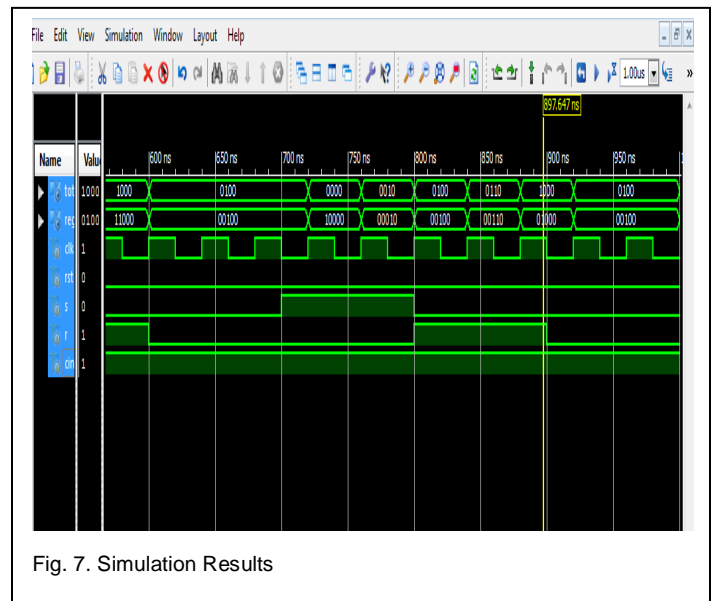 File Edit View Simulation Window Layout Help
1.00us
»
897.647 ns
Name Valu 600 ns 650 ns 700 ns 750 ns 800 ns 850 ns 900 ns 950 ns
tot 1000 1000 0100 0000 0010 0100 0110 1000 0100
reg 0100 11000 00100 10000 00010 00100 00110 01000 00100
clk 1
rst 0
s 0
r 1
1
Fig. 7. Simulation Results